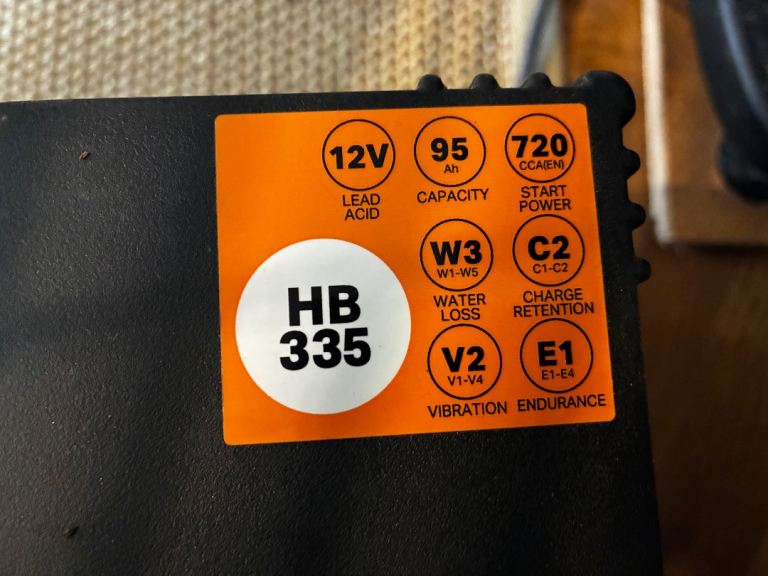 12V
LEAD
ACID
95
Ah
CAPACITY
720
CCA(EN)
START
POWER
HB
335
W3
W1-W5
WATER
LOSS
C2
C1-C2
CHARGE
RETENTION
V2
V1-V4
VIBRATION
E1
E1-E4
ENDURANCE